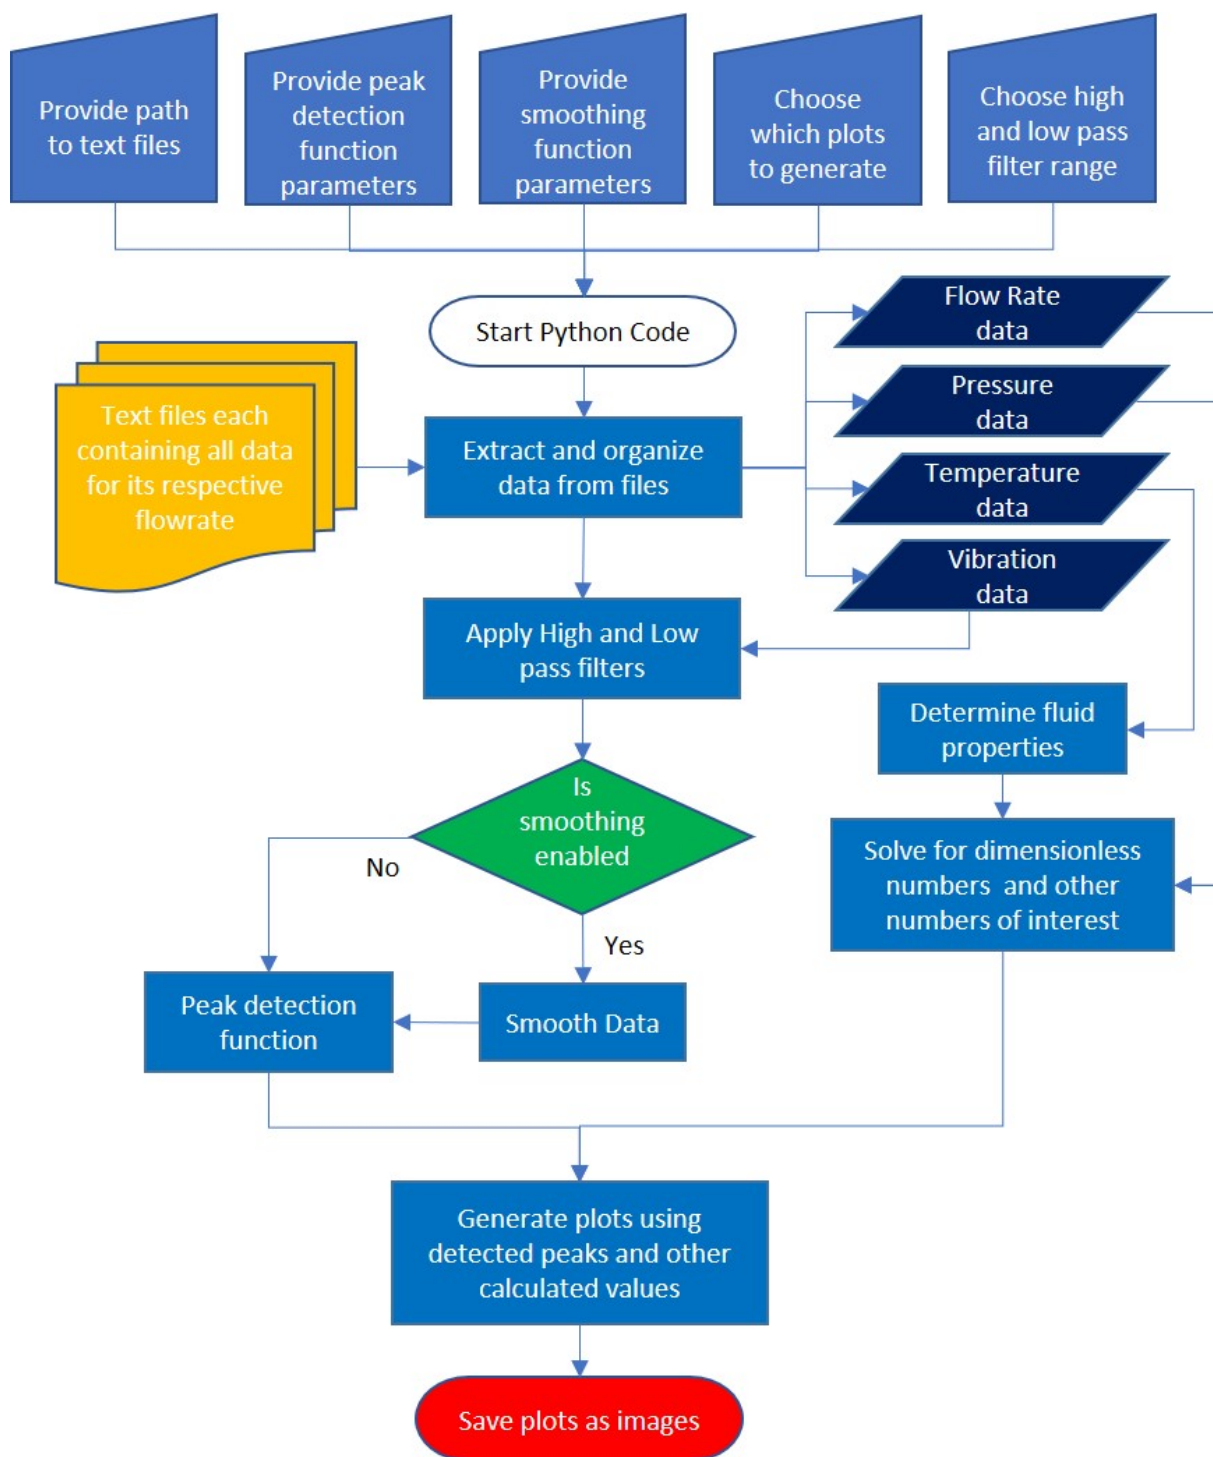 Provide path
to text files
Provide peak
detection
function
parameters
Provide
smoothing
function
parameters
Choose
which plots
to generate
Choose high
and low pass
filter range
Start Python Code
Flow Rate
data
Pressure
data
Temperature
data
Vibration
data
Text files each
containing all data
for its respective
flowrate
Extract and organize
data from files
Apply High and Low
pass filters
Determine fluid
properties
Is
smoothing
enabled
No
Yes
Solve for dimensionless
numbers and other
numbers of interest
Peak detection
function
Smooth Data
Generate plots using
detected peaks and other
calculated values
Save plots as images